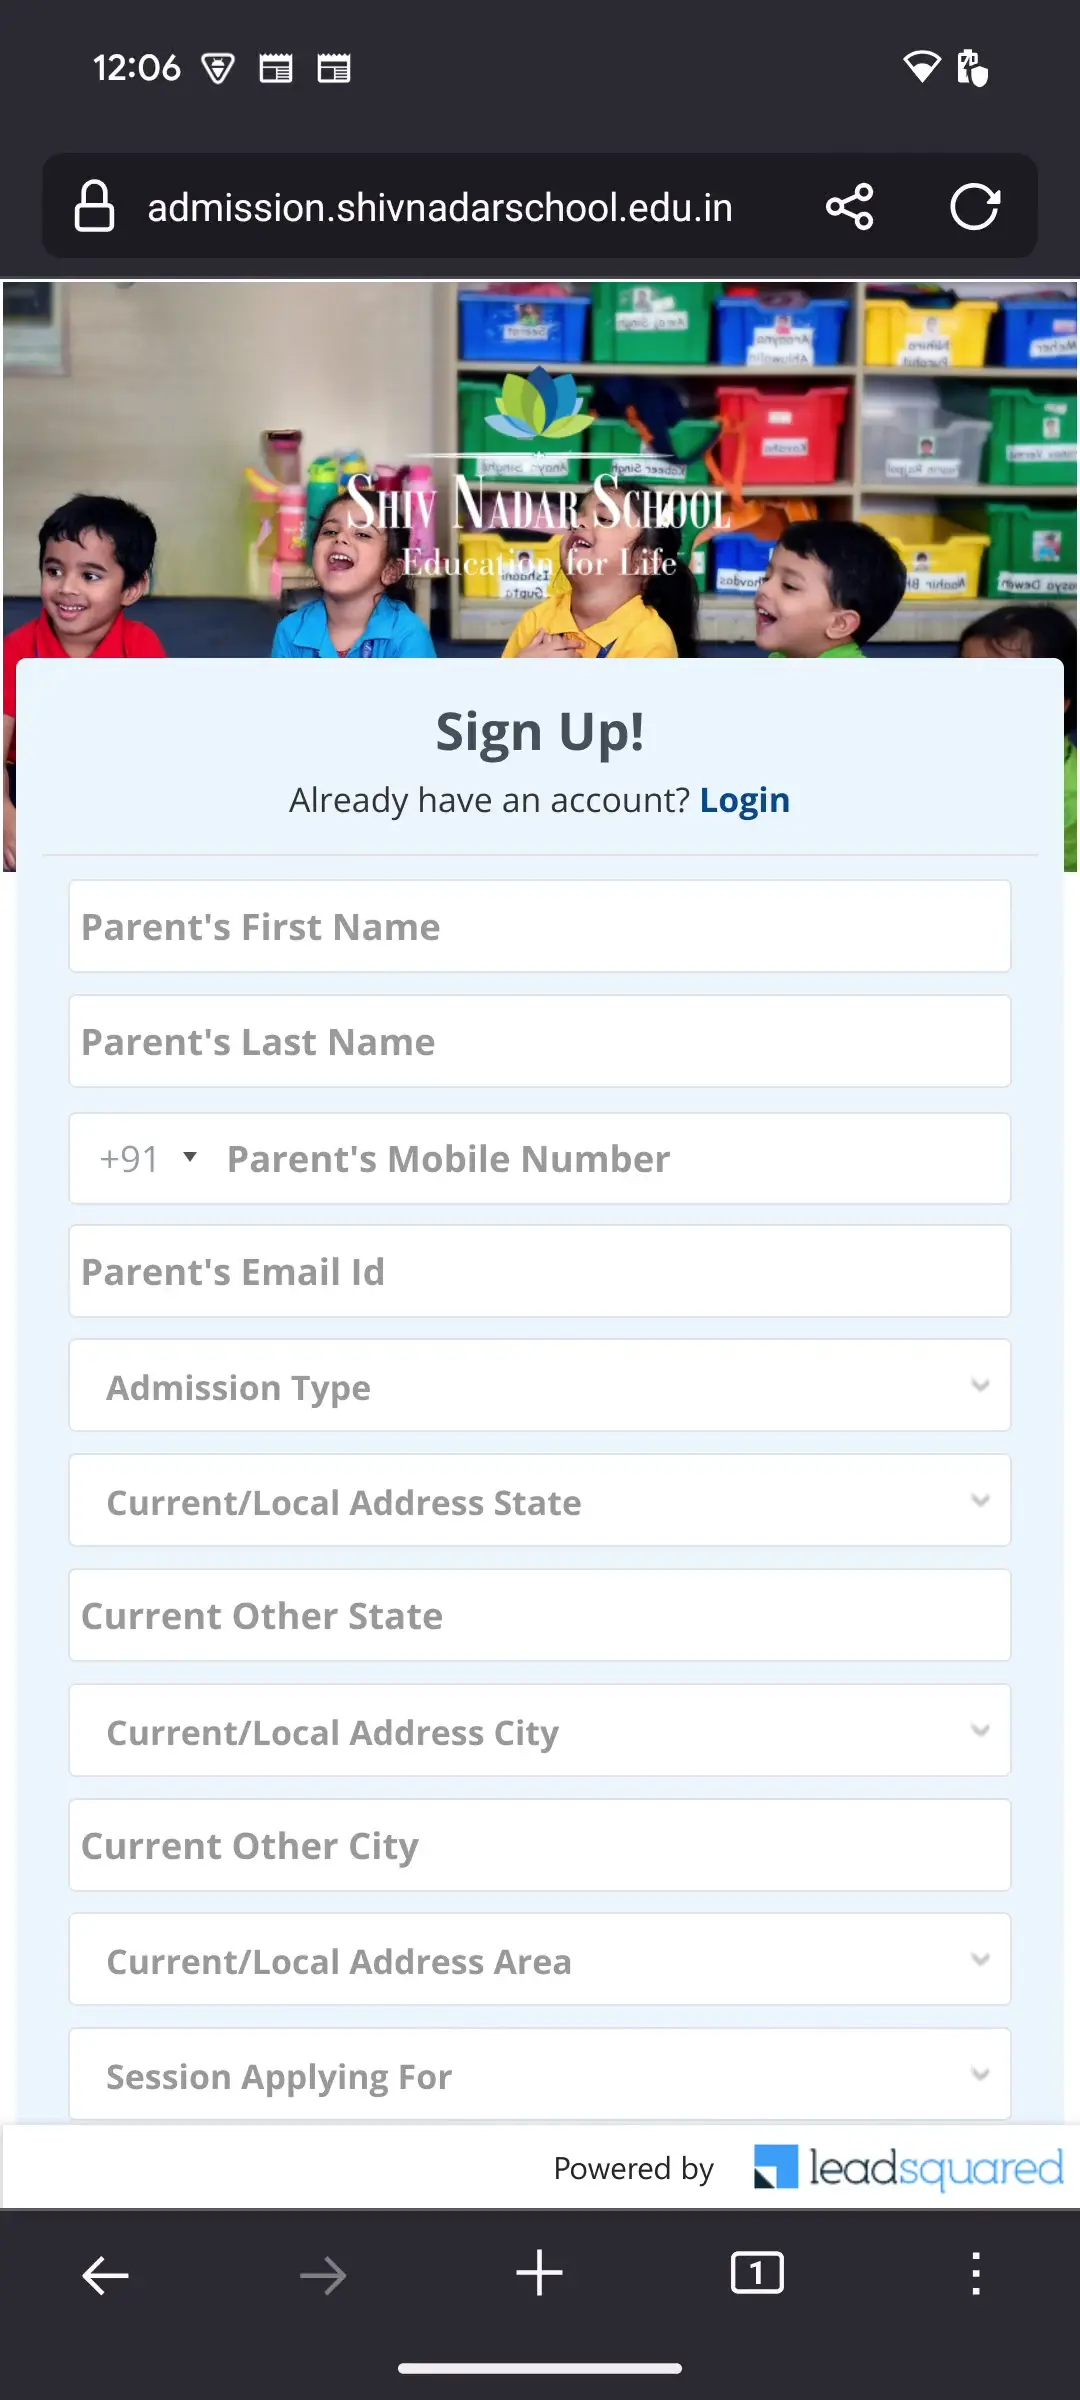 12:06
admission.shivnadarschool.edu.in
SHIV NADAR SCHOOL
Education for Life
Sign Up!
Already have an account? Login
Parent's First Name
Parent's Last Name
+91 Parent's Mobile Number
Parent's Email Id
Admission Type
Current/Local Address State
Current Other State
Current/Local Address City
Current Other City
Current/Local Address Area
Session Applying For
Powered by leadsquared
1